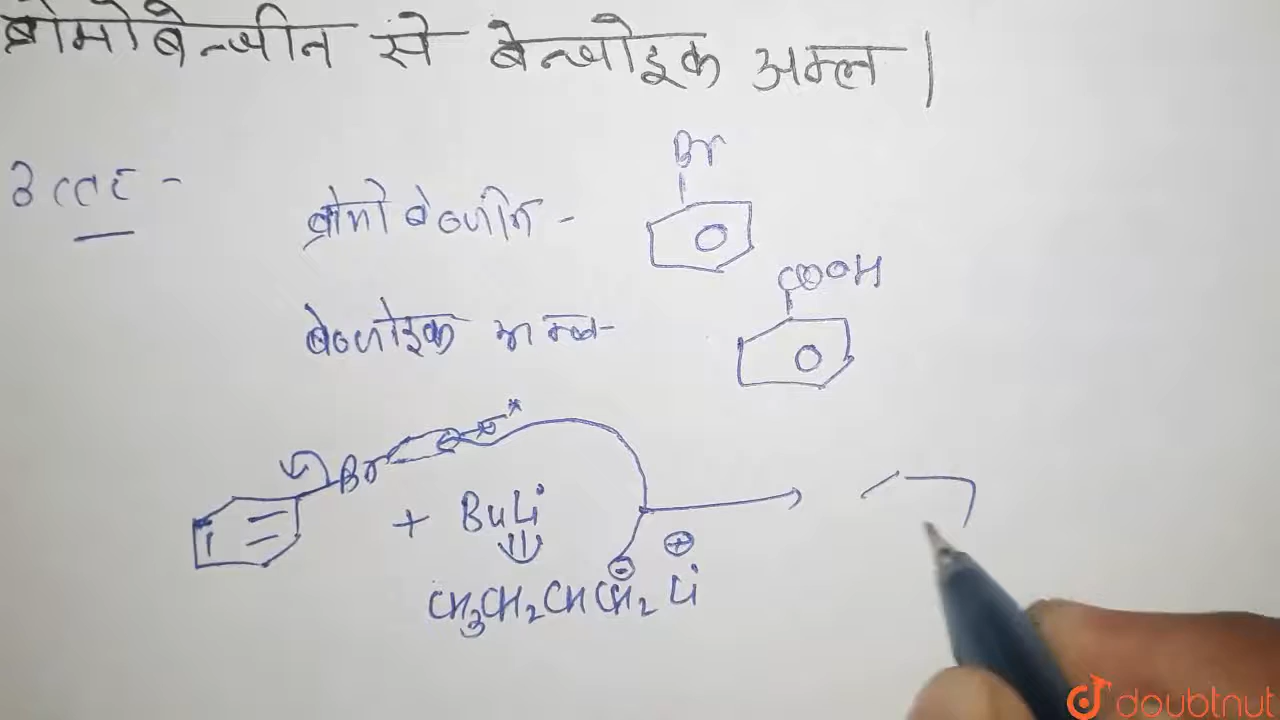 ब्रोमोबेन्जीन से बेन्जोइक अम्ल |
उत्तर -
ब्रोमो बेन्जीन -
Br
बेन्जोइक अम्ल -
COOH
Br
+ BuLi
CH₃CH₂CHCH₂ Li
⊖ ⊕
doubtnut